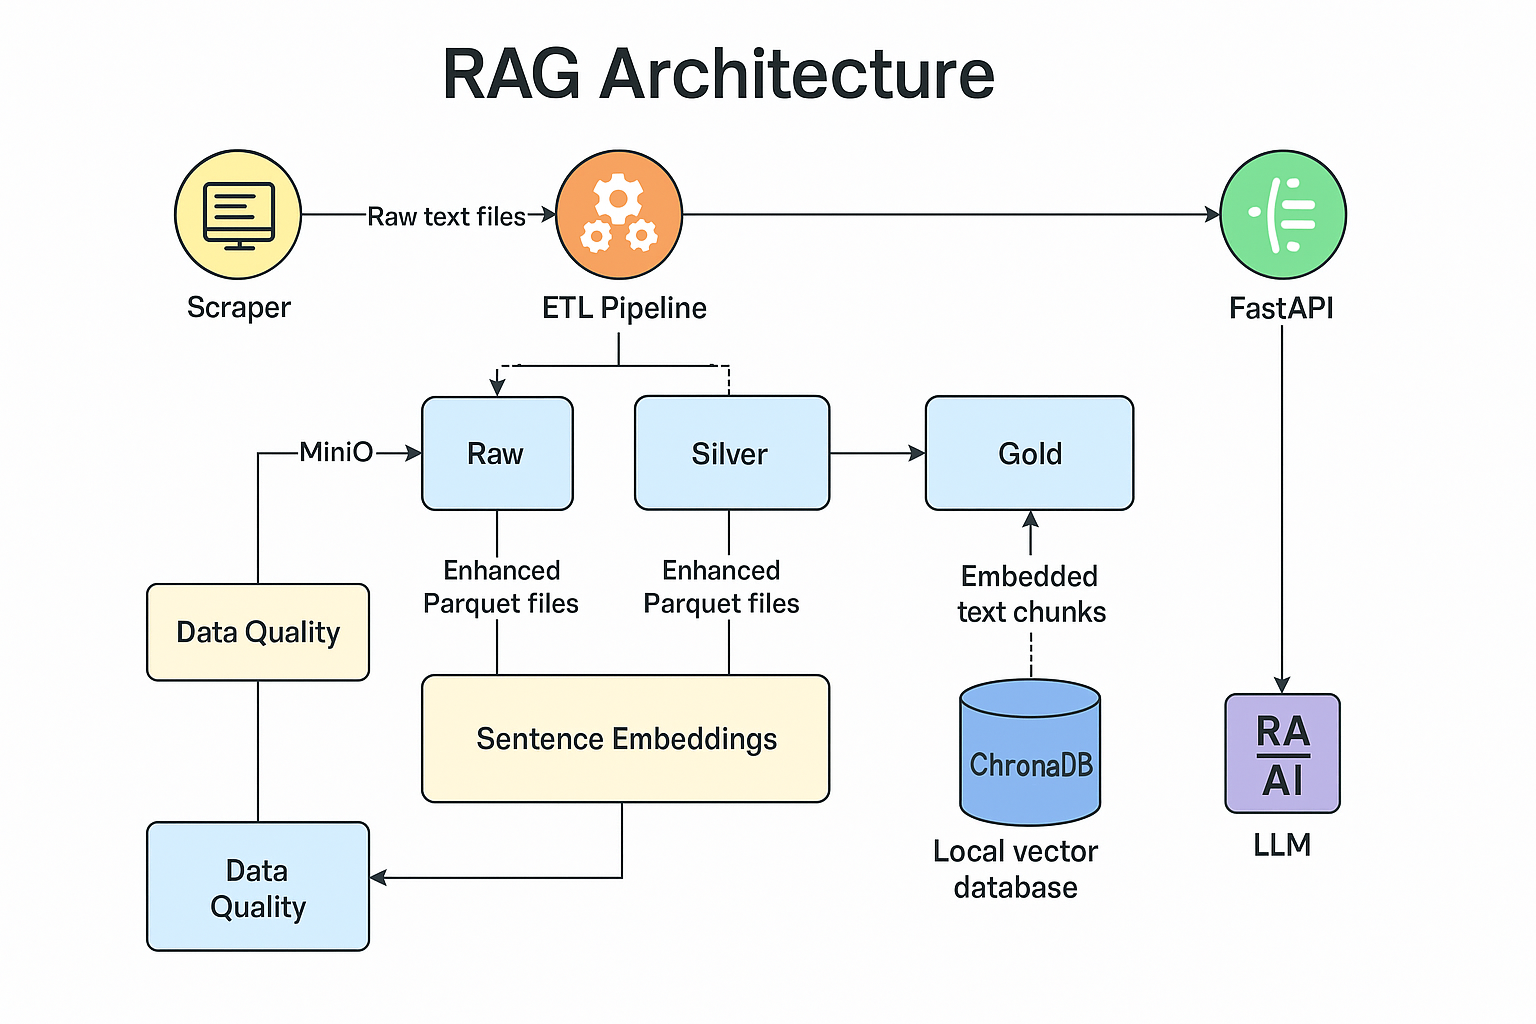 RAG Architecture
Raw text files
Scraper
ETL Pipeline
FastAPI
MiniO
Raw
Silver
Gold
Enhanced
Parquet files
Enhanced
Parquet files
Embedded
text chunks
Data Quality
Sentence Embeddings
ChronaDB
RA
AI
Local vector
database
LLM
Data
Quality